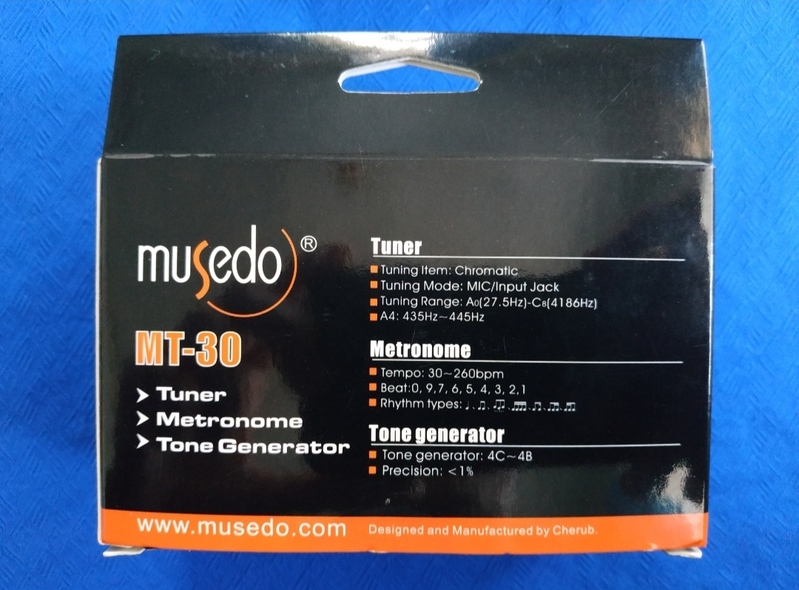 musedo®
MT-30
Tuner
Metronome
Tone Generator
Tuner
Tuning Item: Chromatic
Tuning Mode: MIC/Input Jack
Tuning Range: A0(27.5Hz)-C8(4186Hz)
A4: 435Hz~445Hz
Metronome
Tempo: 30~260bpm
Beat:0, 9,7, 6, 5, 4, 3, 2,1
Rhythm types:
Tone generator
Tone generator: 4C~4B
Precision: <1%
www.musedo.com
Designed and Manufactured by Cherub.